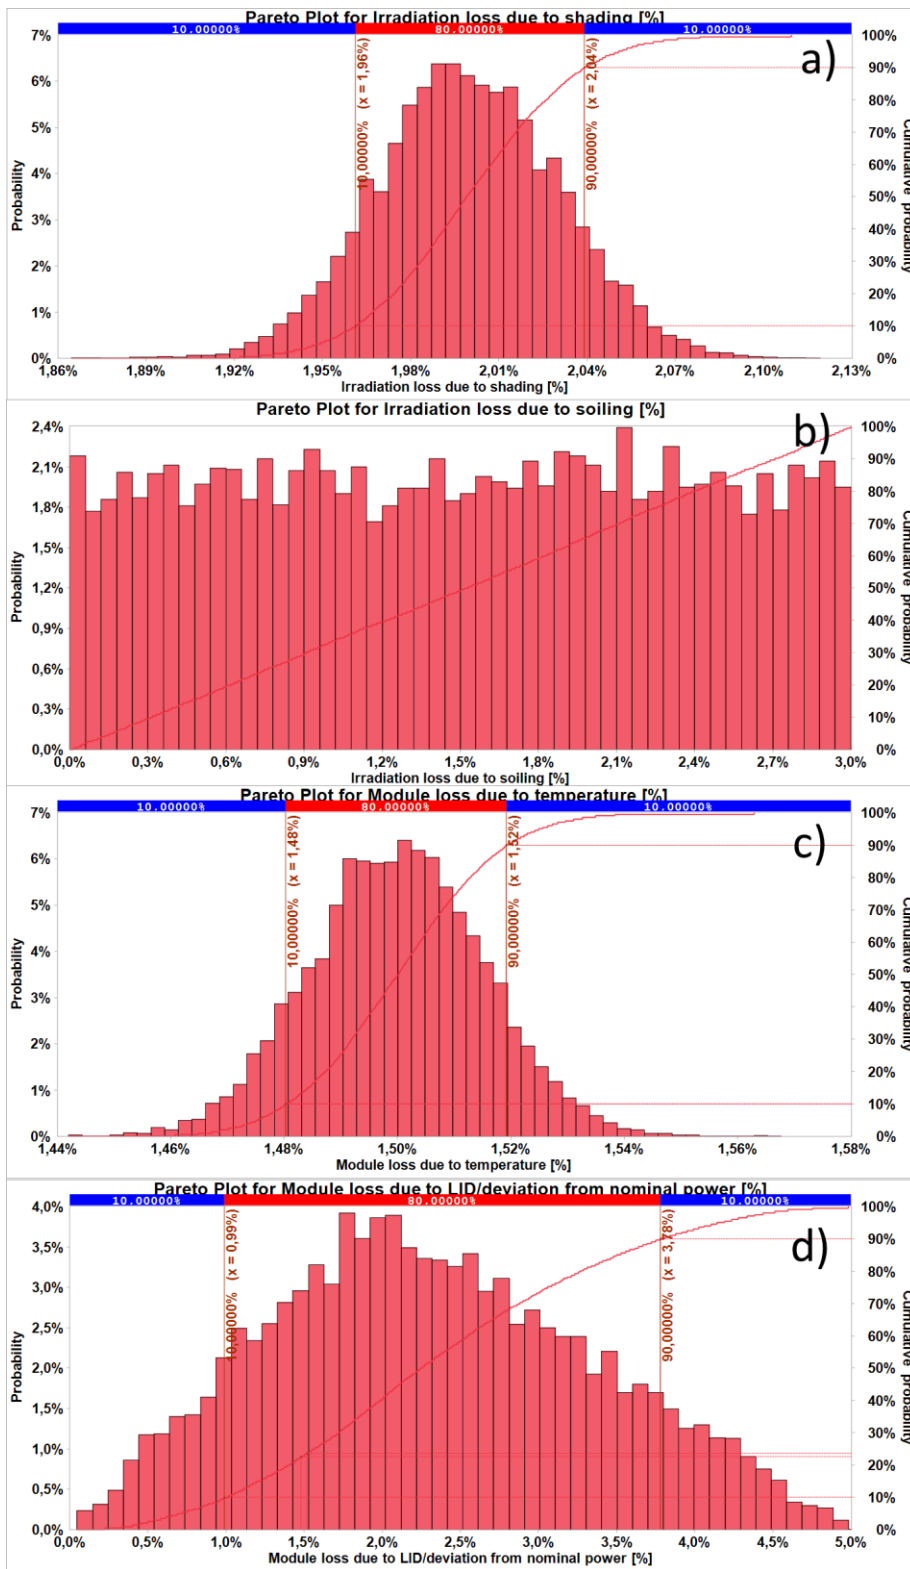 Pareto Plot for Irradiation loss due to shading [%]
10.00000% 80.00000% 10.00000%
a)
7% 6% 5% 4% 3% 2% 1% 0%
Probability
10,00000% (x = 1,96%)
90,00000% (x = 2,04%)
100% 90% 80% 70% 60% 50% 40% 30% 20% 10% 0%
Cumulative probability
1,86% 1,89% 1,92% 1,95% 1,98% 2,01% 2,04% 2,07% 2,10% 2,13%
Irradiation loss due to shading [%]
Pareto Plot for Irradiation loss due to soiling [%]
b)
2,4% 2,1% 1,8% 1,5% 1,2% 0,9% 0,6% 0,3% 0,0%
Probability
100% 90% 80% 70% 60% 50% 40% 30% 20% 10% 0%
Cumulative probability
0,0% 0,3% 0,6% 0,9% 1,2% 1,5% 1,8% 2,1% 2,4% 2,7% 3,0%
Irradiation loss due to soiling [%]
Pareto Plot for Module loss due to temperature [%]
10.00000% 80.00000% 10.00000%
c)
7% 6% 5% 4% 3% 2% 1% 0%
Probability
10,00000% (x = 1,48%)
90,00000% (x = 1,52%)
100% 90% 80% 70% 60% 50% 40% 30% 20% 10% 0%
Cumulative probability
1,44% 1,46% 1,48% 1,50% 1,52% 1,54% 1,56% 1,58%
Module loss due to temperature [%]
Pareto Plot for Module loss due to LID/deviation from nominal power [%]
10.00000% 80.00000% 10.00000%
d)
4,0% 3,5% 3,0% 2,5% 2,0% 1,5% 1,0% 0,5% 0,0%
Probability
10,00000% (x = 0,99%)
90,00000% (x = 3,78%)
100% 90% 80% 70% 60% 50% 40% 30% 20% 10% 0%
Cumulative probability
0,0% 0,5% 1,0% 1,5% 2,0% 2,5% 3,0% 3,5% 4,0% 4,5% 5,0%
Module loss due to LID/deviation from nominal power [%]